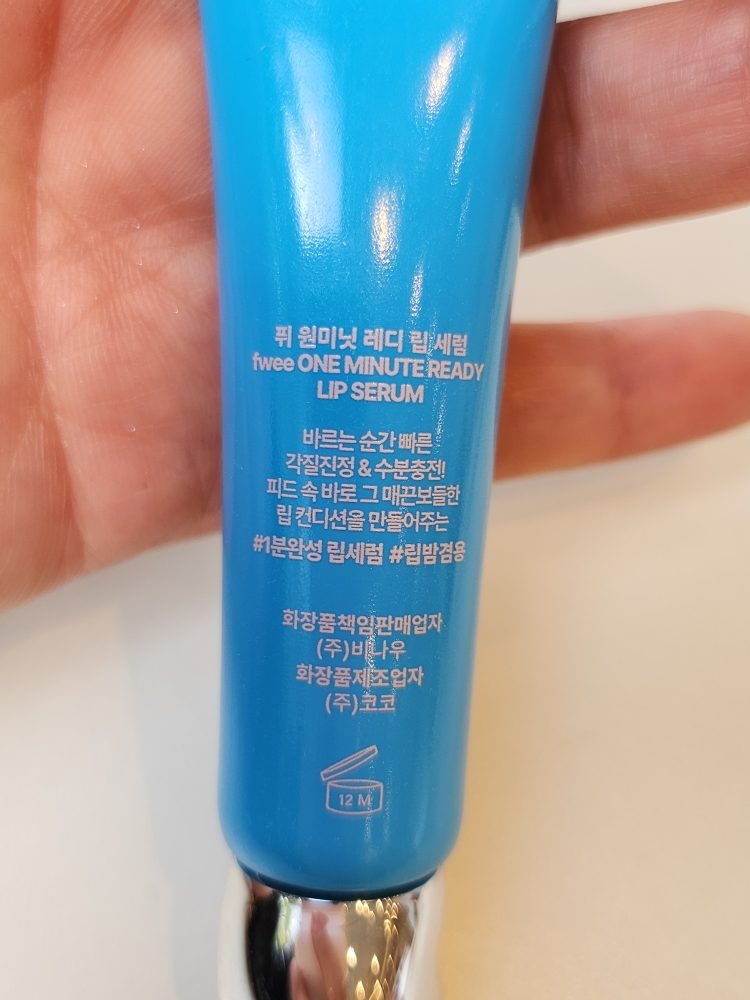 퓌 원미닛 레디 립 세럼
fwee ONE MINUTE READY
LIP SERUM
바르는 순간 빠른
각질진정 & 수분충전!
피드 속 바로 그 매끈보들한
립 컨디션을 만들어주는
#1분완성 립세럼 #립밤겸용
화장품책임판매업자
(주)비나우
화장품제조업자
(주)코코
12 M